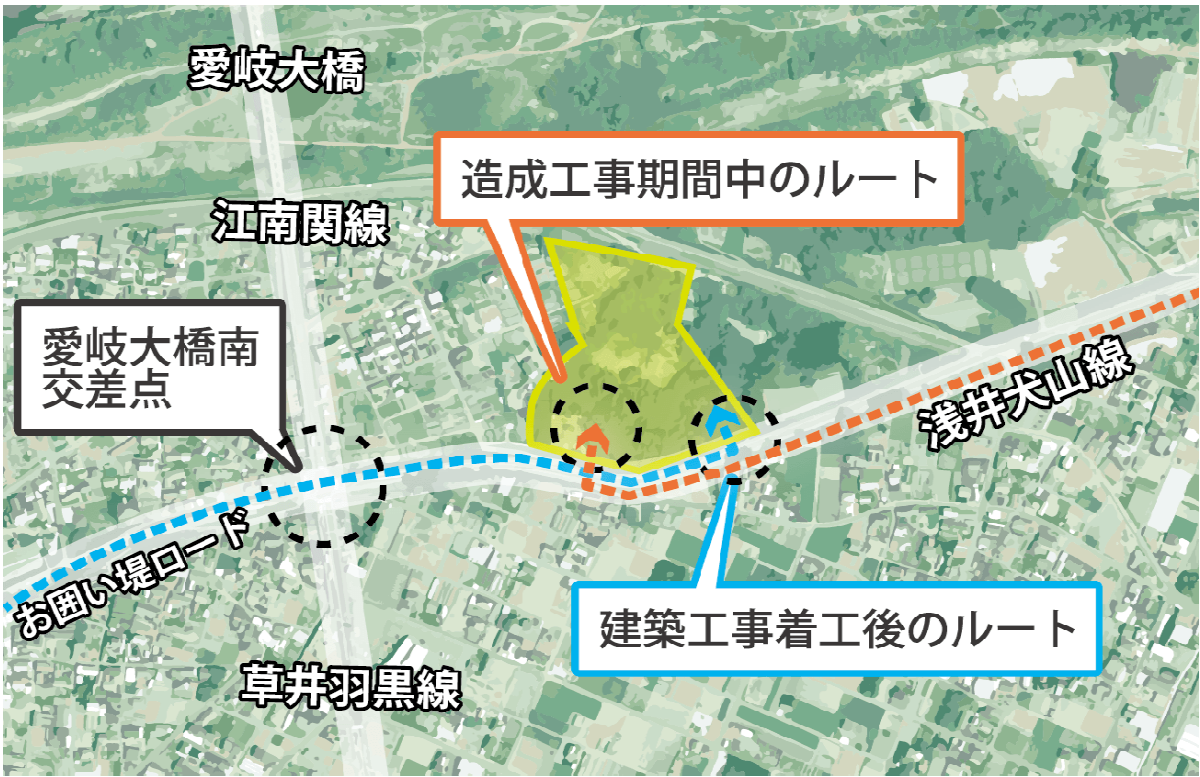 愛岐大橋
造成工事期間中のルート
江南関線
愛岐大橋南
交差点
浅井犬山線
お囲い堤ロード
建築工事着工後のルート
草井羽黒線